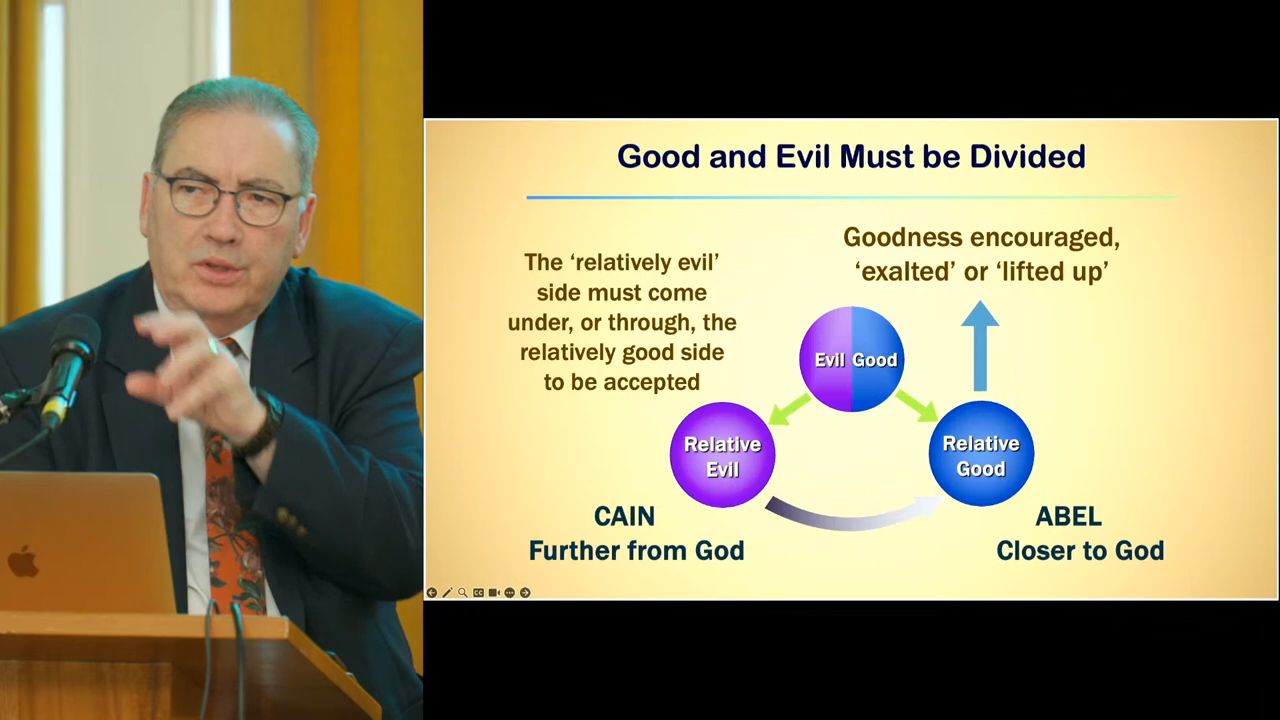 Good and Evil Must be Divided
The ‘relatively evil’
side must come
under, or through, the
relatively good side
to be accepted
Goodness encouraged,
‘exalted’ or ‘lifted up’
Evil Good
Relative
Evil
Relative
Good
CAIN
Further from God
ABEL
Closer to God
CC